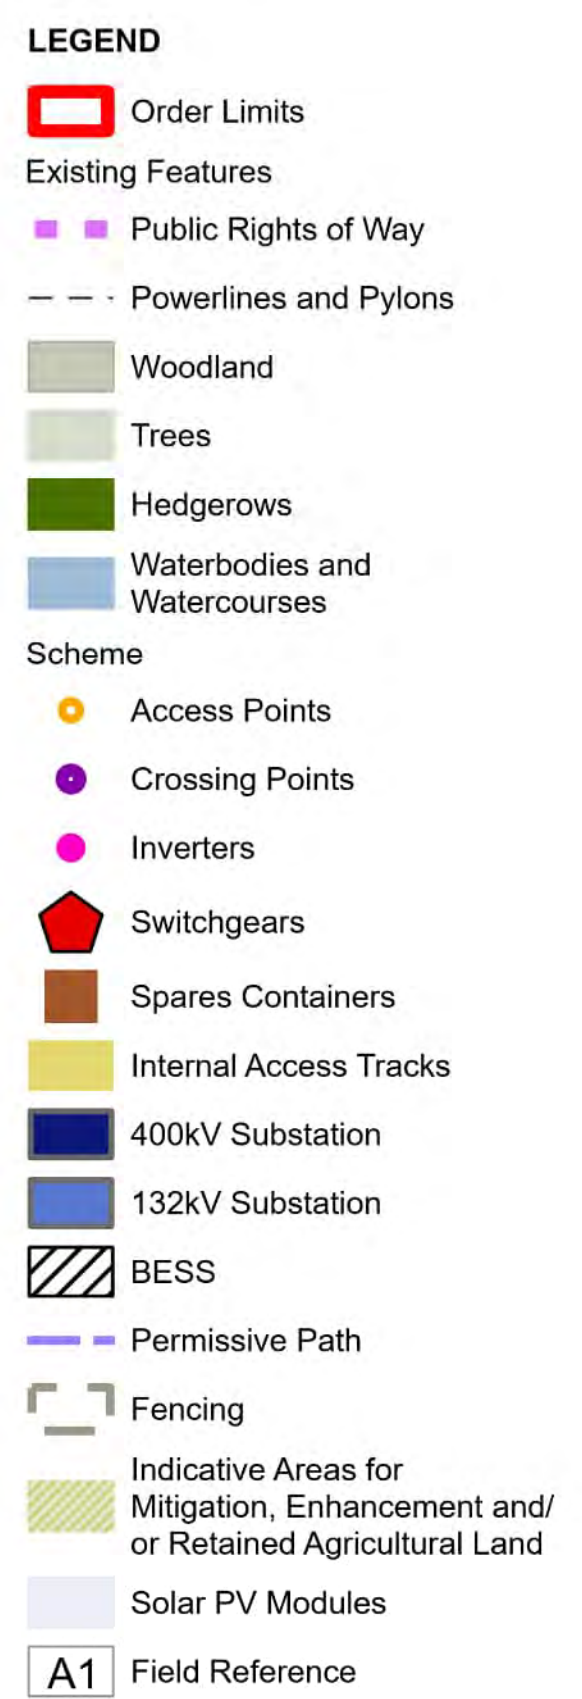 LEGEND
Order Limits
Existing Features
Public Rights of Way
Powerlines and Pylons
Woodland
Trees
Hedgerows
Waterbodies and
Watercourses
Scheme
Access Points
Crossing Points
Inverters
Switchgears
Spares Containers
Internal Access Tracks
400kV Substation
132kV Substation
BESS
Permissive Path
Fencing
Indicative Areas for
Mitigation, Enhancement and/
or Retained Agricultural Land
Solar PV Modules
A1 Field Reference